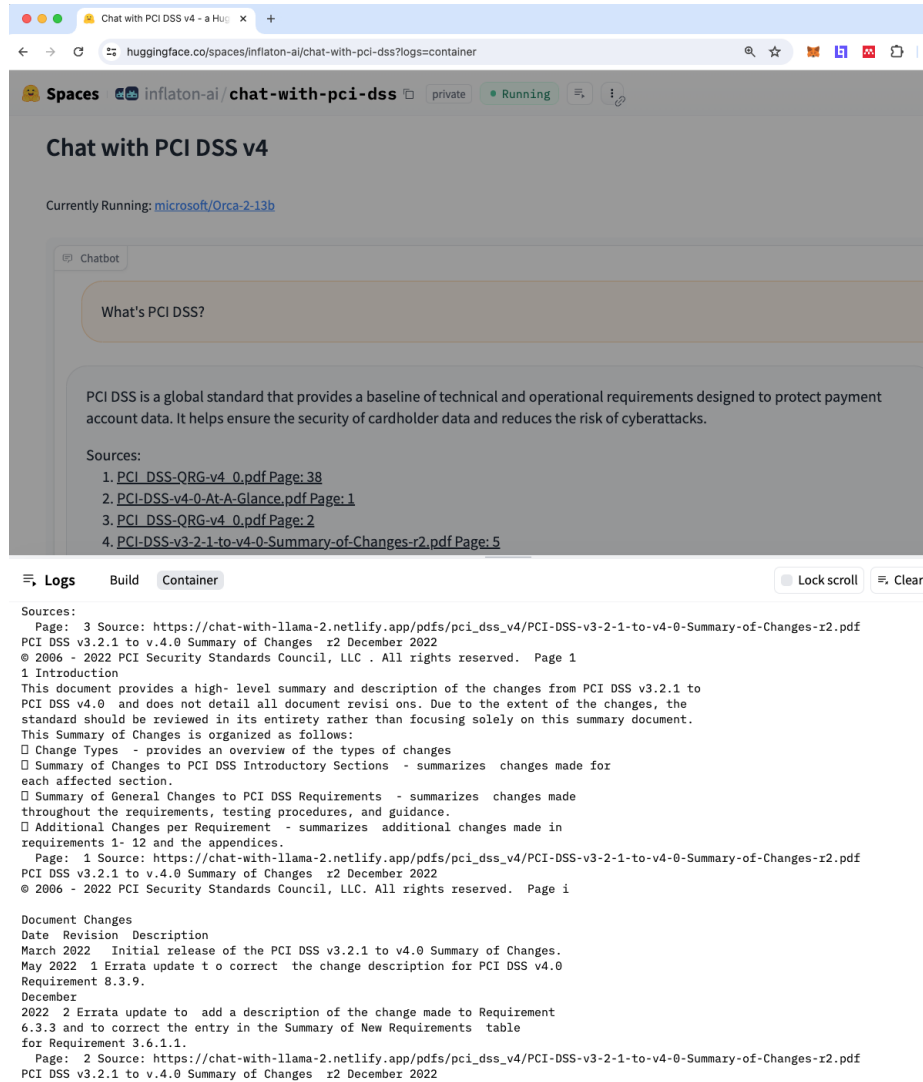 Chat with PCI DSS v4 - a Hug
huggingface.co/spaces/inflaton-ai/chat-with-pci-dss?logs=container
Spaces inflaton-ai/chat-with-pci-dss private Running
Chat with PCI DSS v4
Currently Running: microsoft/Orca-2-13b
Chatbot
What's PCI DSS?
PCI DSS is a global standard that provides a baseline of technical and operational requirements designed to protect payment
account data. It helps ensure the security of cardholder data and reduces the risk of cyberattacks.
Sources:
1. PCI_DSS-QRG-v4_0.pdf Page: 38
2. PCI-DSS-v4-0-At-A-Glance.pdf Page: 1
3. PCI_DSS-QRG-v4_0.pdf Page: 2
4. PCI-DSS-v3-2-1-to-v4-0-Summary-of-Changes-r2.pdf Page: 5
Logs Build Container Lock scroll Clear
Sources:
Page: 3 Source: https://chat-with-llama-2.netlify.app/pdfs/pci_dss_v4/PCI-DSS-v3-2-1-to-v4-0-Summary-of-Changes-r2.pdf
PCI DSS v3.2.1 to v.4.0 Summary of Changes r2 December 2022
© 2006 - 2022 PCI Security Standards Council, LLC . All rights reserved. Page 1
1 Introduction
This document provides a high- level summary and description of the changes from PCI DSS v3.2.1 to
PCI DSS v4.0 and does not detail all document revisi ons. Due to the extent of the changes, the
standard should be reviewed in its entirety rather than focusing solely on this summary document.
This Summary of Changes is organized as follows:
▯ Change Types - provides an overview of the types of changes
▯ Summary of Changes to PCI DSS Introductory Sections - summarizes changes made for
each affected section.
▯ Summary of General Changes to PCI DSS Requirements - summarizes changes made
throughout the requirements, testing procedures, and guidance.
▯ Additional Changes per Requirement - summarizes additional changes made in
requirements 1- 12 and the appendices.
Page: 1 Source: https://chat-with-llama-2.netlify.app/pdfs/pci_dss_v4/PCI-DSS-v3-2-1-to-v4-0-Summary-of-Changes-r2.pdf
PCI DSS v3.2.1 to v.4.0 Summary of Changes r2 December 2022
© 2006 - 2022 PCI Security Standards Council, LLC. All rights reserved. Page i
Document Changes
Date Revision Description
March 2022 Initial release of the PCI DSS v3.2.1 to v4.0 Summary of Changes.
May 2022 1 Errata update t o correct the change description for PCI DSS v4.0
Requirement 8.3.9.
December
2022 2 Errata update to add a description of the change made to Requirement
6.3.3 and to correct the entry in the Summary of New Requirements table
for Requirement 3.6.1.1.
Page: 2 Source: https://chat-with-llama-2.netlify.app/pdfs/pci_dss_v4/PCI-DSS-v3-2-1-to-v4-0-Summary-of-Changes-r2.pdf
PCI DSS v3.2.1 to v.4.0 Summary of Changes r2 December 2022